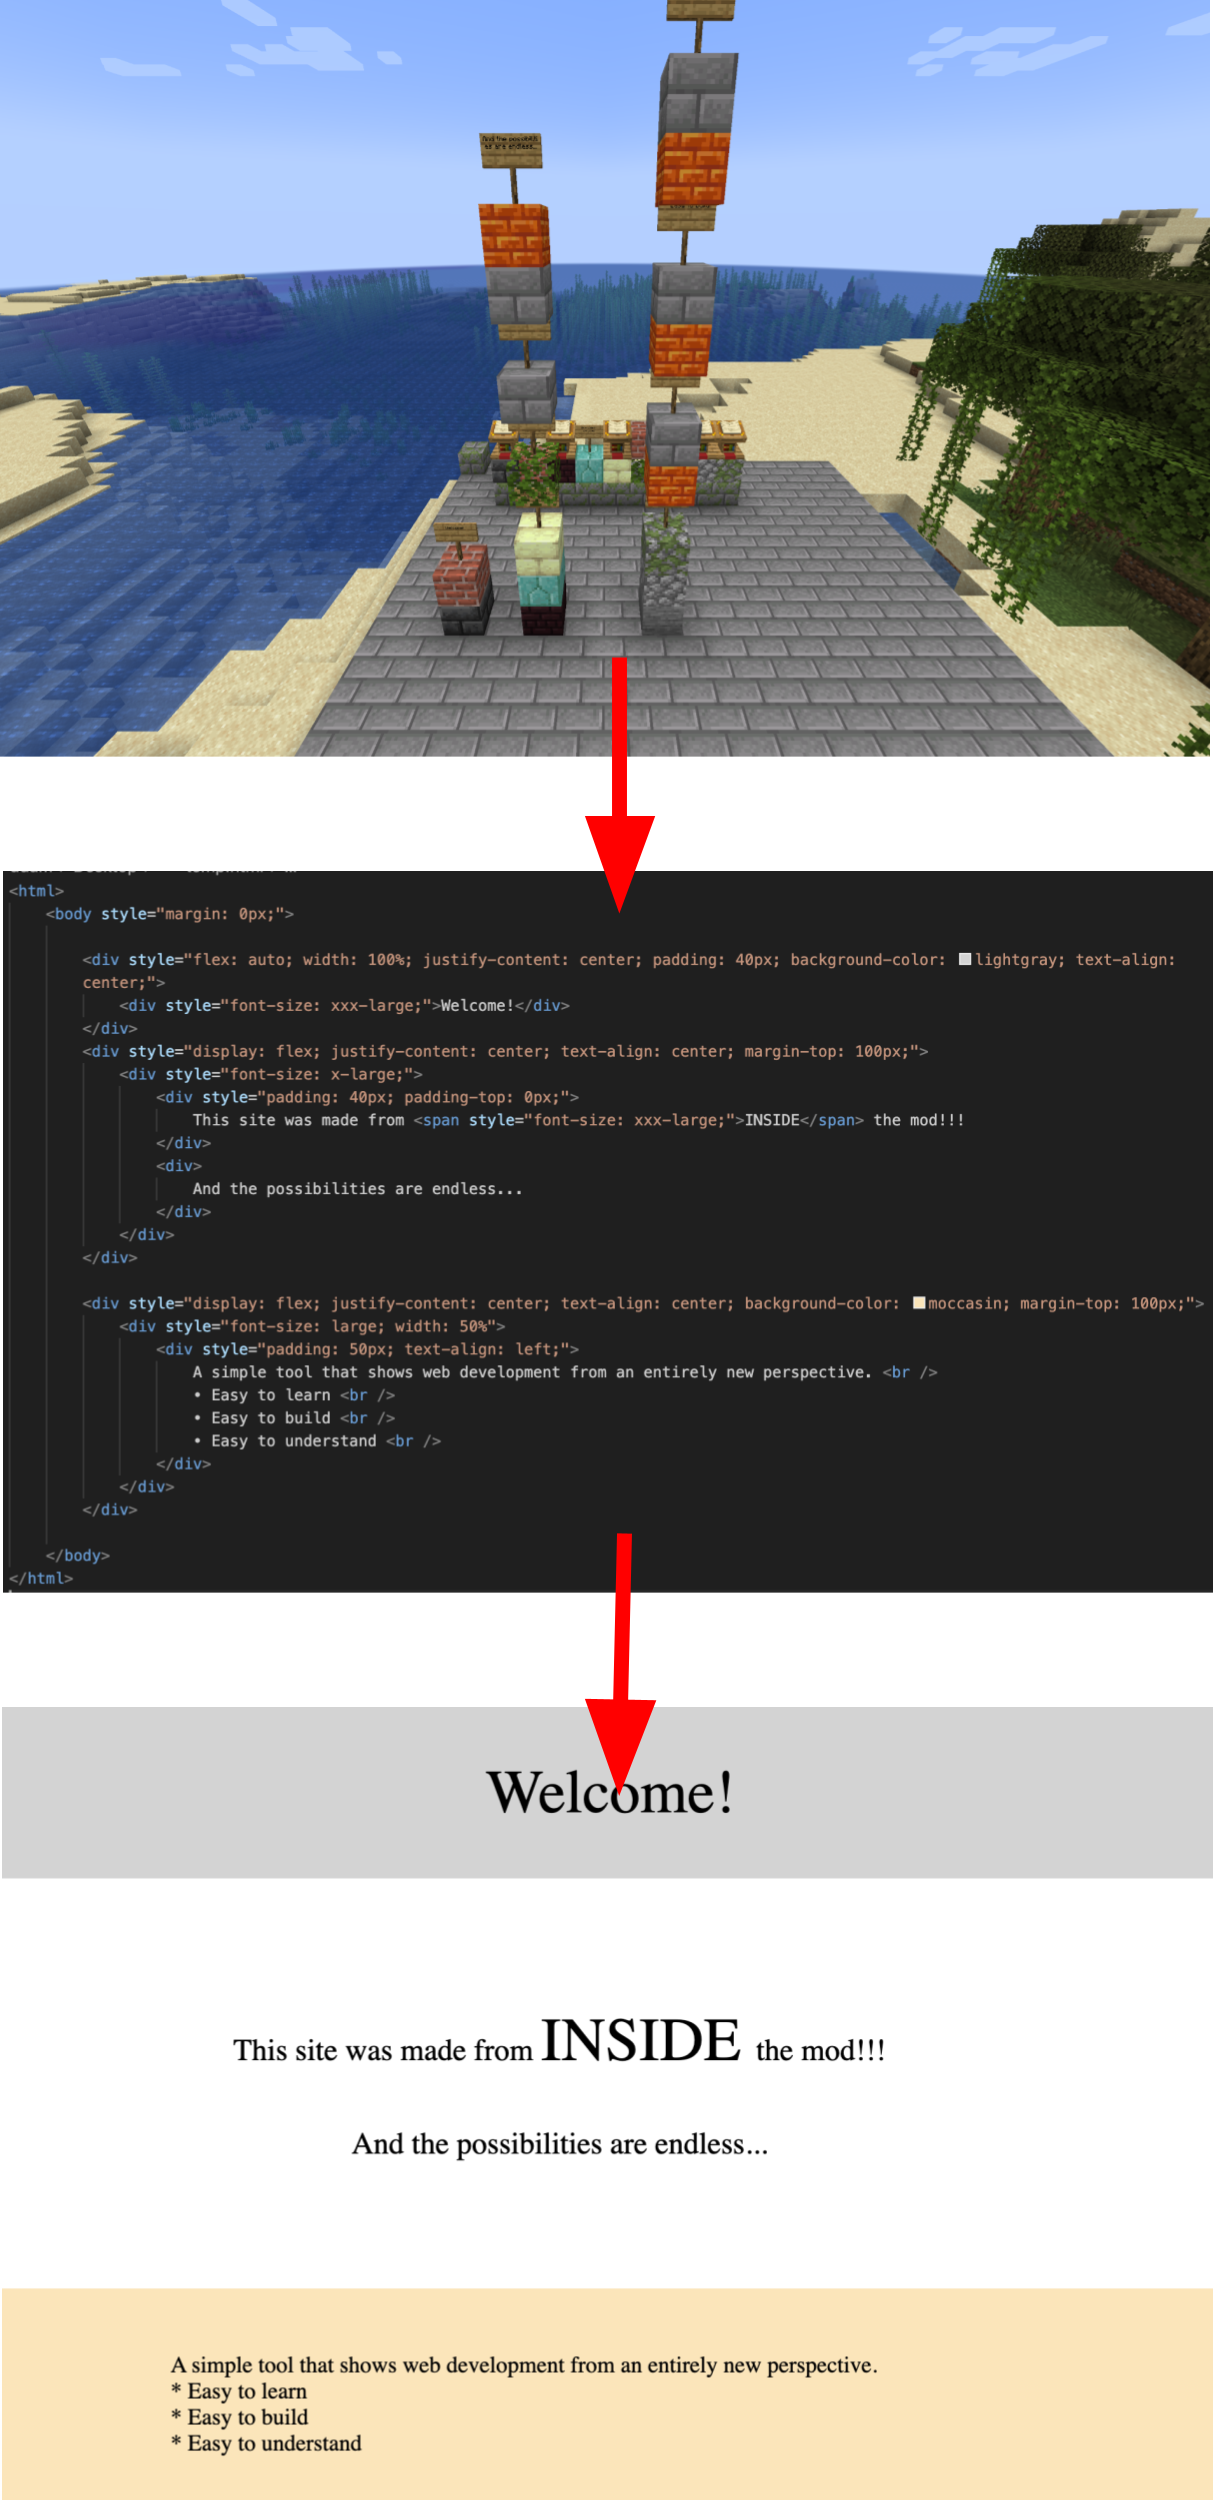 And the possibiliti
es are endless...
<html>
<body style="margin: 0px;">
<div style="flex: auto; width: 100%; justify-content: center; padding: 40px; background-color: lightgray; text-align:
center;">
<div style="font-size: xxx-large;">Welcome!</div>
</div>
<div style="display: flex; justify-content: center; text-align: center; margin-top: 100px;">
<div style="font-size: x-large;">
<div style="padding: 40px; padding-top: 0px;">
This site was made from <span style="font-size: xxx-large;">INSIDE</span> the mod!!!
</div>
<div>
And the possibilities are endless...
</div>
</div>
</div>
<div style="display: flex; justify-content: center; text-align: center; background-color: moccasin; margin-top: 100px;">
<div style="font-size: large; width: 50%">
<div style="padding: 50px; text-align: left;">
A simple tool that shows web development from an entirely new perspective. <br />
• Easy to learn <br />
• Easy to build <br />
• Easy to understand <br />
</div>
</div>
</div>
</body>
</html>
Welcome!
This site was made from INSIDE the mod!!!
And the possibilities are endless...
A simple tool that shows web development from an entirely new perspective.
* Easy to learn
* Easy to build
* Easy to understand